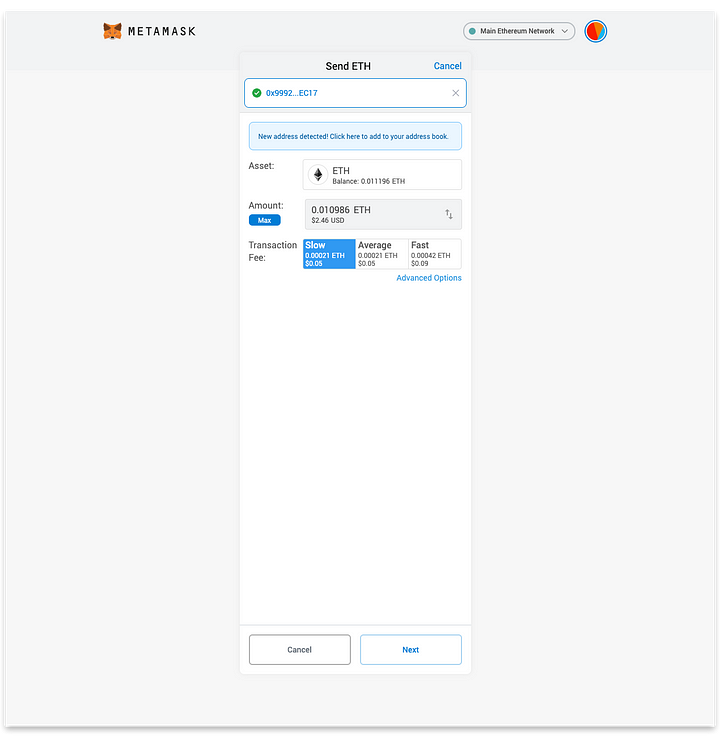 METAMASK
Main Ethereum Network
Send ETH
Cancel
0x9992...EC17
New address detected! Click here to add to your address book.
Asset:
ETH
Balance: 0.011196 ETH
Amount:
Max
0.010986 ETH
$2.46 USD
Transaction
Fee:
Slow
0.00021 ETH
$0.05
Average
0.00021 ETH
$0.05
Fast
0.00042 ETH
$0.09
Advanced Options
Cancel
Next